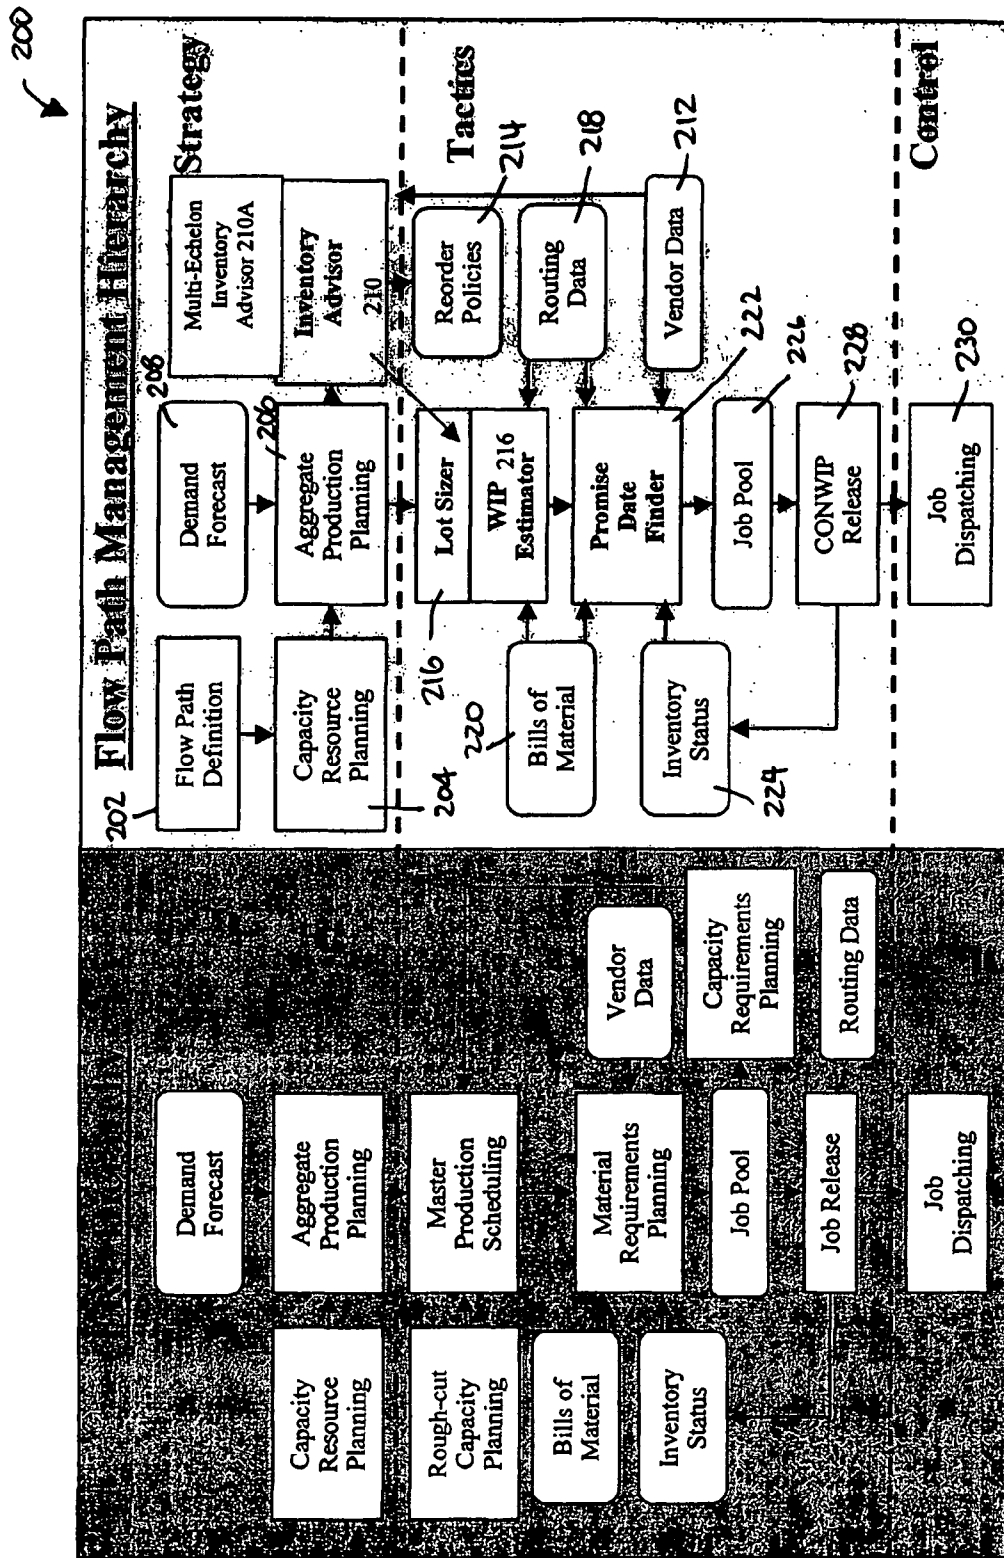 200
202 Flow Path Management Hierarchy
Strategy
Flow Path
Definition
208
Demand
Forecast
Multi-Echelon
Inventory
Advisor 210A
Capacity
Resource
Planning
204
206
Aggregate
Production
Planning
Inventory
Advisor
210
Tactics
216
Lot Sizer
WIP 216
Estimator
Reorder
Policies
214
Routing
Data
218
220
Bills of
Material
Promise
Date
Finder
222
Vendor Data
212
Inventory
Status
224
Job Pool
226
CONWIP
Release
228
Control
Job
Dispatching
230
Demand
Forecast
Capacity
Resource
Planning
Aggregate
Production
Planning
Rough-cut
Capacity
Planning
Master
Production
Scheduling
Bills of
Material
Material
Requirements
Planning
Vendor
Data
Inventory
Status
Job Pool
Capacity
Requirements
Planning
Job Release
Routing Data
Job
Dispatching